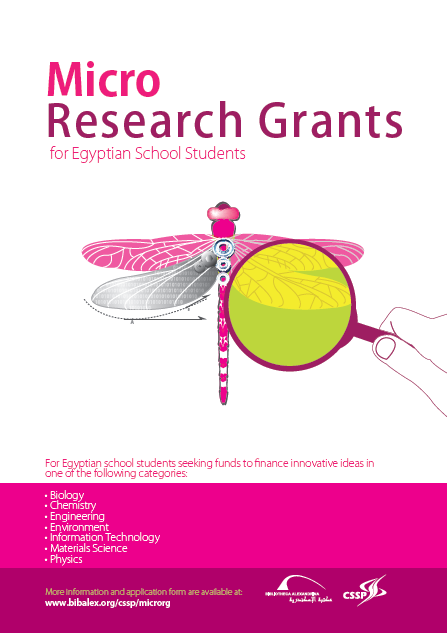 Micro
Research Grants
for Egyptian School Students
For Egyptian school students seeking funds to finance innovative ideas in
one of the following categories:
• Biology
• Chemistry
• Engineering
• Environment
• Information Technology
• Materials Science
• Physics
More information and application form are available at:
www.bibalex.org/cssp/microrg
BIBLIOTHECA ALEXANDRINA
مكتبة الإسكندرية
CSSP